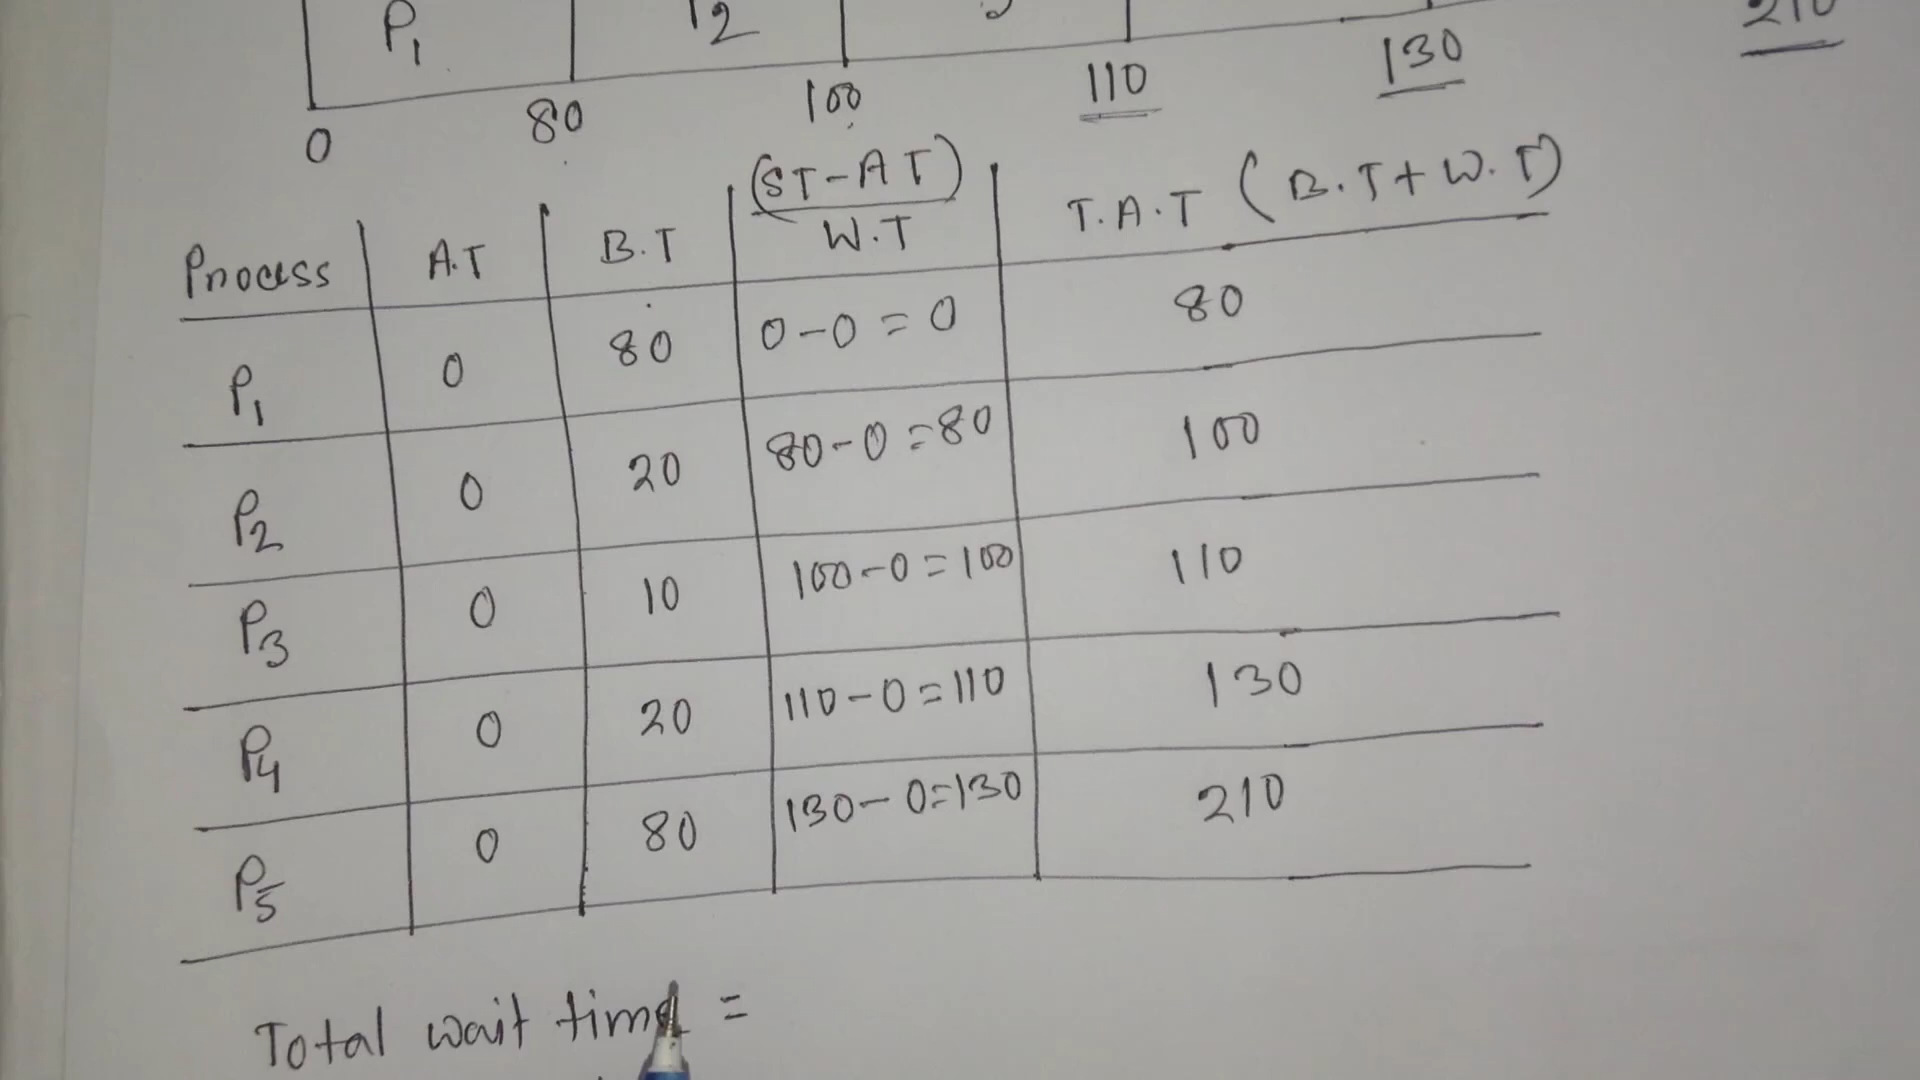 P1 P2
210
0 80 100 110 130
Process A.T B.T (ST-AT) T.A.T (B.T+W.T)
W.T
P1 0 80 0-0=0 80
P2 0 20 80-0=80 100
P3 0 10 100-0=100 110
P4 0 20 110-0=110 130
P5 0 80 130-0=130 210
Total wait time =